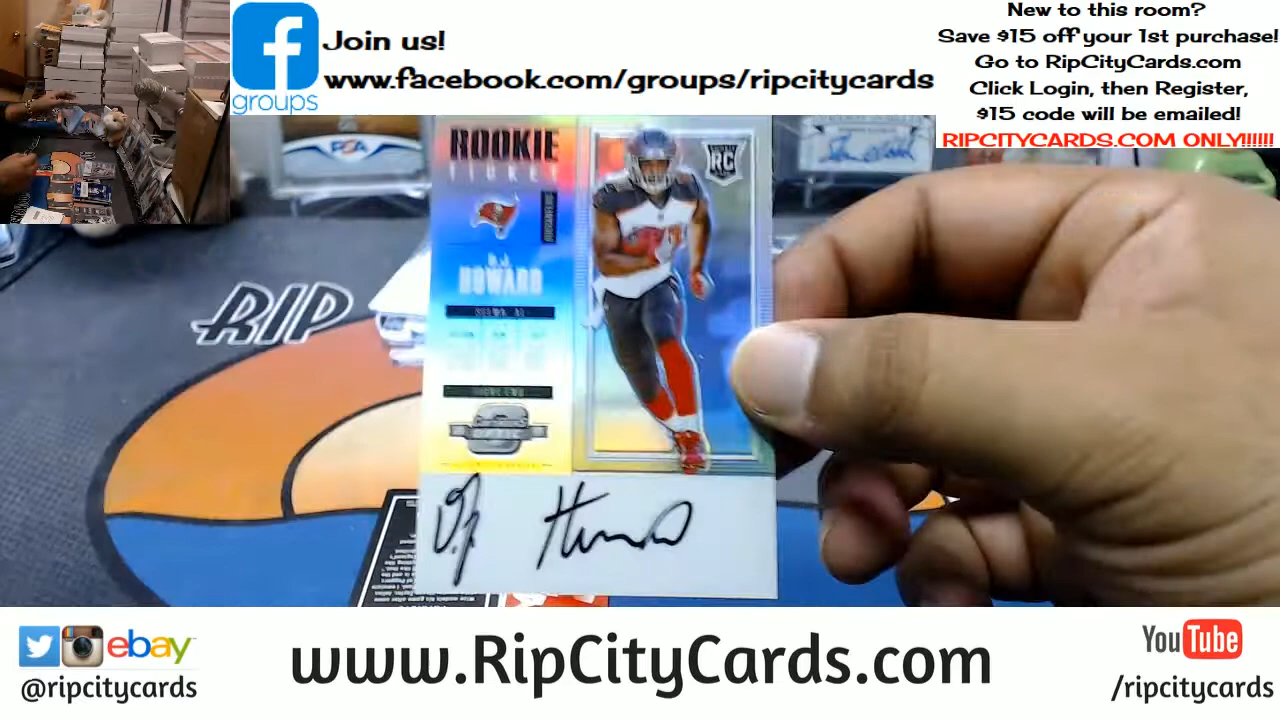 Join us!
www.facebook.com/groups/ripcitycards
groups
New to this room?
Save $15 off your 1st purchase!
Go to RipCityCards.com
Click Login, then Register,
$15 code will be emailed!
RIPCITYCARDS.COM ONLY!!!!!!
PSA
ROOKIE
TICKET
RC
O.J.
HOWARD
RIP
O.J. Howard
ebay
@ripcitycards
www.RipCityCards.com
YouTube
/ripcitycards